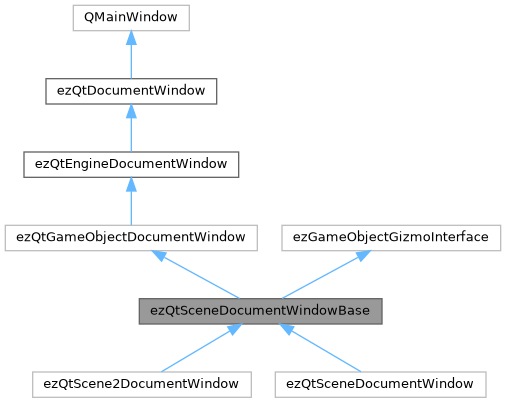 QMainWindow
ezQtDocumentWindow
ezQtEngineDocumentWindow
ezQtGameObjectDocumentWindow
ezGameObjectGizmoInterface
ezQtSceneDocumentWindowBase
ezQtScene2DocumentWindow
ezQtSceneDocumentWindow